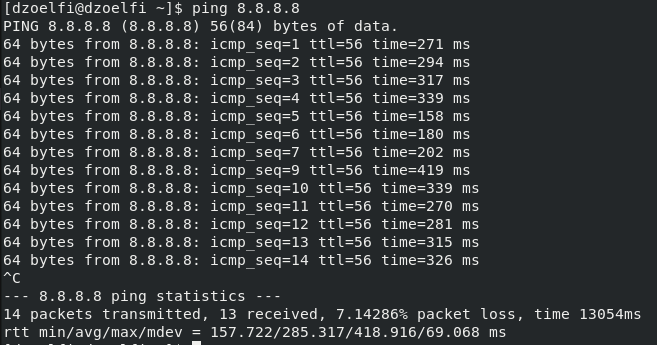 [dzoelfi@dzoelfi ~]$ ping 8.8.8.8
PING 8.8.8.8 (8.8.8.8) 56(84) bytes of data.
64 bytes from 8.8.8.8: icmp_seq=1 ttl=56 time=271 ms
64 bytes from 8.8.8.8: icmp_seq=2 ttl=56 time=294 ms
64 bytes from 8.8.8.8: icmp_seq=3 ttl=56 time=317 ms
64 bytes from 8.8.8.8: icmp_seq=4 ttl=56 time=339 ms
64 bytes from 8.8.8.8: icmp_seq=5 ttl=56 time=158 ms
64 bytes from 8.8.8.8: icmp_seq=6 ttl=56 time=180 ms
64 bytes from 8.8.8.8: icmp_seq=7 ttl=56 time=202 ms
64 bytes from 8.8.8.8: icmp_seq=9 ttl=56 time=419 ms
64 bytes from 8.8.8.8: icmp_seq=10 ttl=56 time=339 ms
64 bytes from 8.8.8.8: icmp_seq=11 ttl=56 time=270 ms
64 bytes from 8.8.8.8: icmp_seq=12 ttl=56 time=281 ms
64 bytes from 8.8.8.8: icmp_seq=13 ttl=56 time=315 ms
64 bytes from 8.8.8.8: icmp_seq=14 ttl=56 time=326 ms
^C
--- 8.8.8.8 ping statistics ---
14 packets transmitted, 13 received, 7.14286% packet loss, time 13054ms
rtt min/avg/max/mdev = 157.722/285.317/418.916/69.068 ms